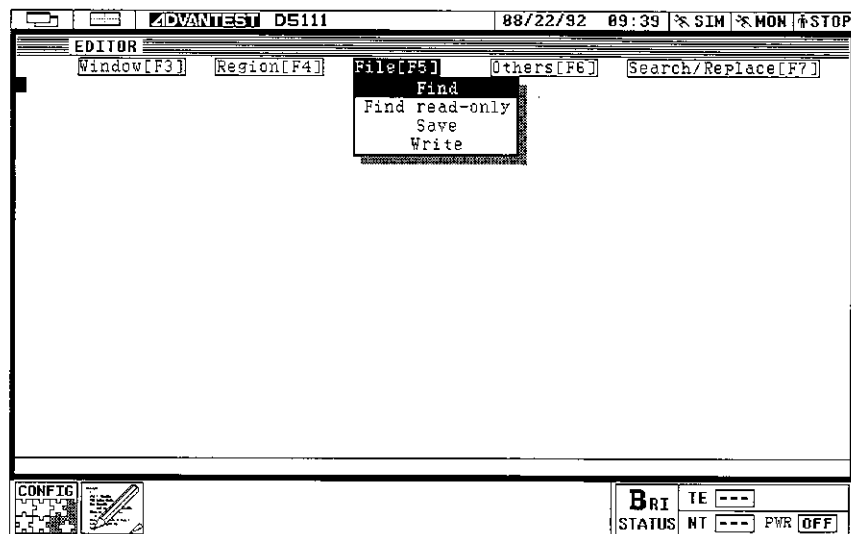 ADVANTEST D5111 08/22/92 09:39 SIM MON STOP
EDITOR
Window[F3] Region[F4] File[F5] Others[F6] Search/Replace[F7]
Find
Find read-only
Save
Write
CONFIG
BRI TE ---
STATUS NT --- PWR OFF